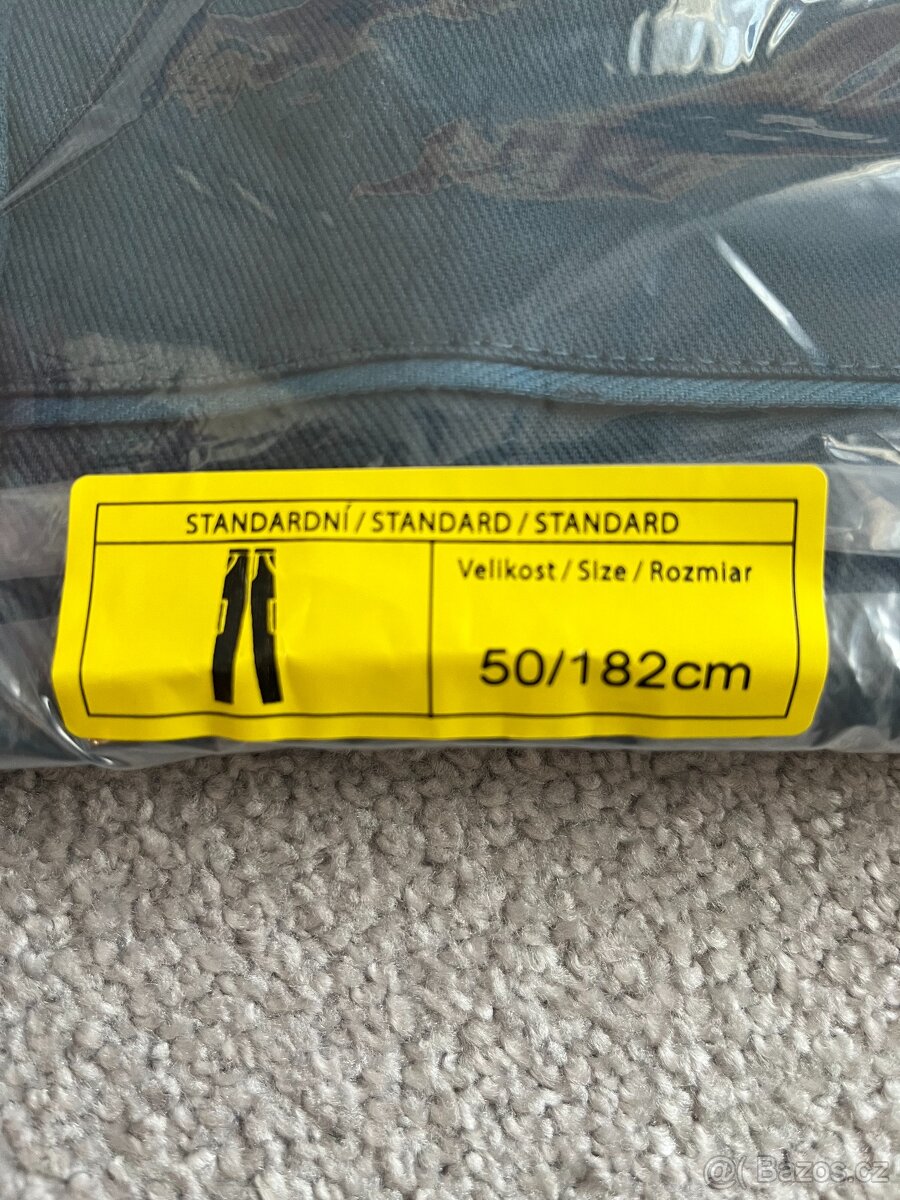 STANDARDNÍ / STANDARD / STANDARD
Velikost / Size / Rozmiar
50/182cm
@( Bazos.cz